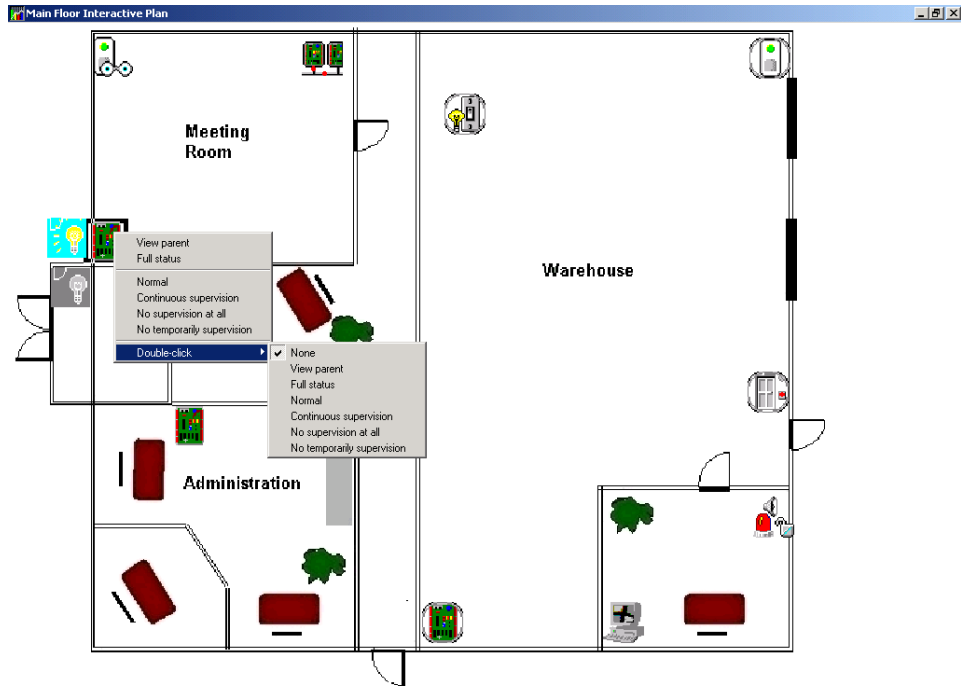 Main Floor Interactive Plan
Meeting
Room
Warehouse
View parent
Full status
Normal
Continuous supervision
No supervision at all
No temporarily supervision
Double-click
None
View parent
Full status
Normal
Continuous supervision
No supervision at all
No temporarily supervision
Administration